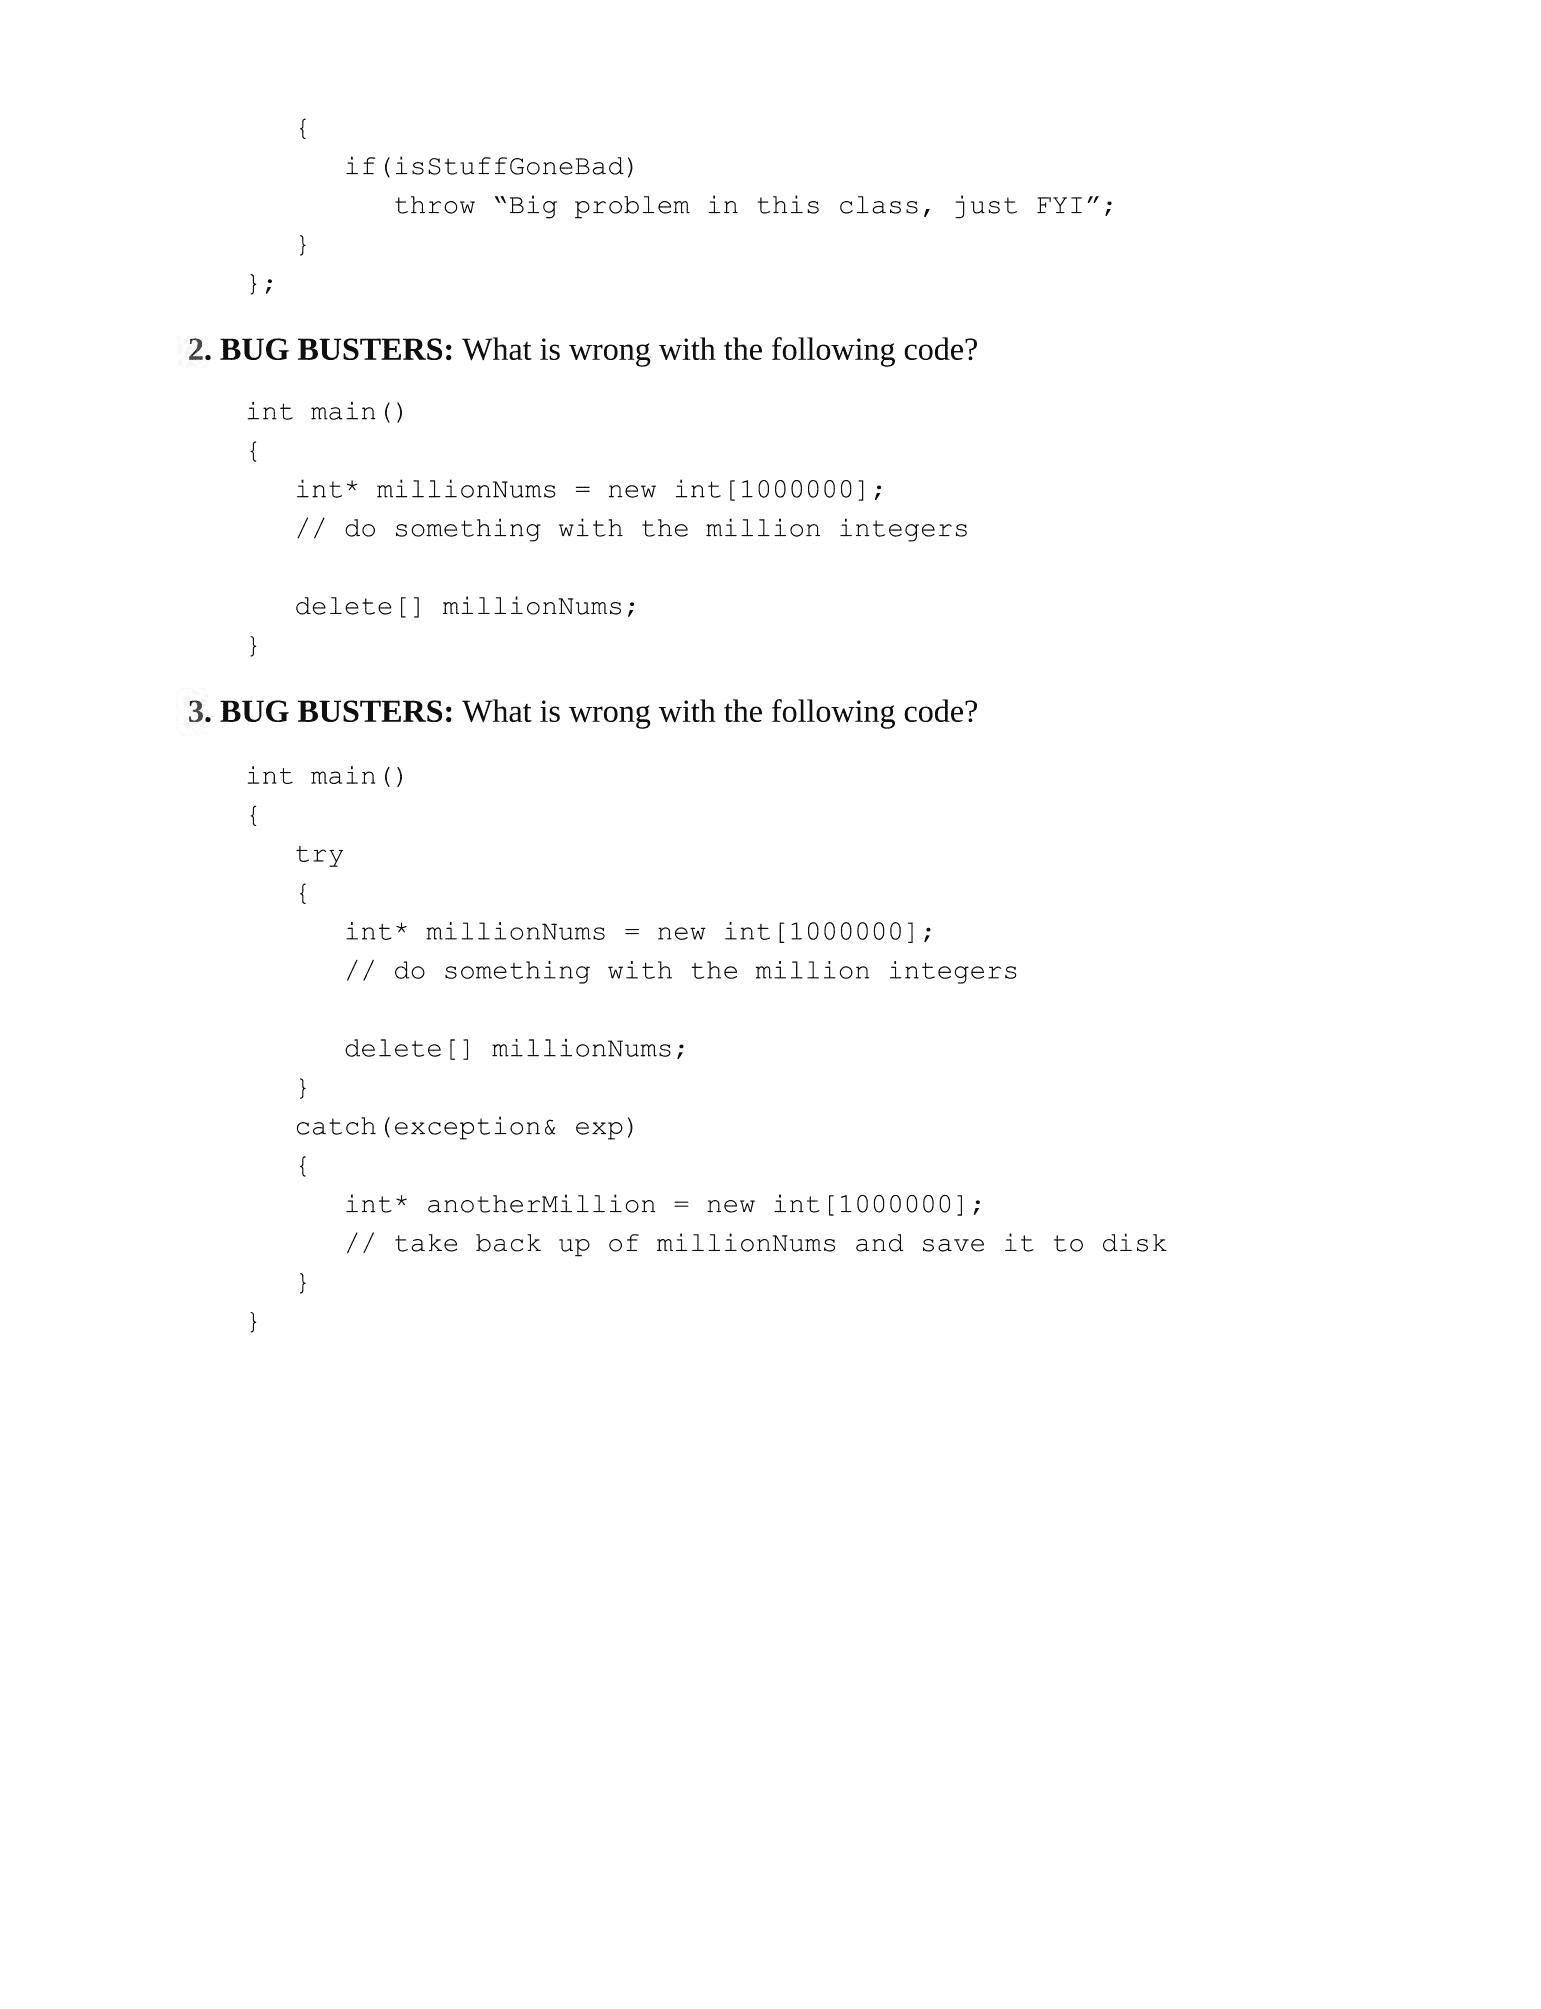 {
if(isStuffGoneBad)
throw “Big problem in this class, just FYI”;
}
};
2. BUG BUSTERS: What is wrong with the following code?
int main()
{
int* millionNums = new int[1000000];
// do something with the million integers
delete[] millionNums;
}
3. BUG BUSTERS: What is wrong with the following code?
int main()
{
try
{
int* millionNums = new int[1000000];
// do something with the million integers
delete[] millionNums;
}
catch(exception& exp)
{
int* anotherMillion = new int[1000000];
// take back up of millionNums and save it to disk
}
}